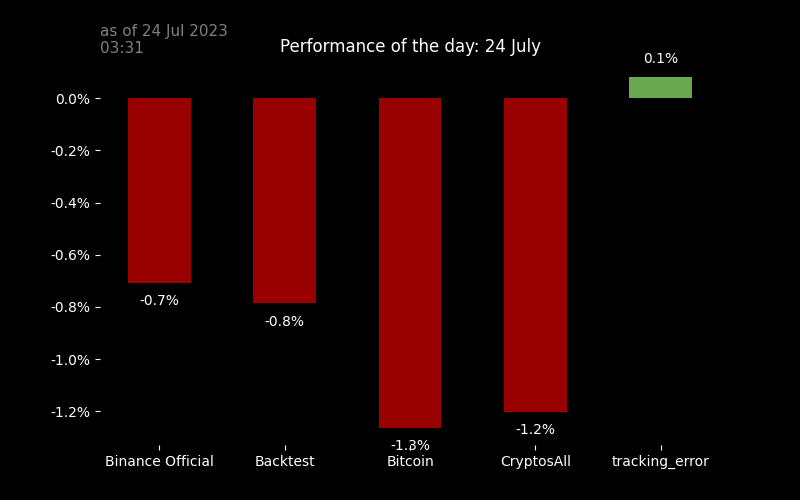 as of 24 Jul 2023
03:31
Performance of the day: 24 July
0.1%
0.0%
-0.2%
-0.4%
-0.6%
-0.8%
-1.0%
-1.2%
-0.7%
-0.8%
-1.3%
-1.2%
Binance Official
Backtest
Bitcoin
CryptosAll
tracking_error